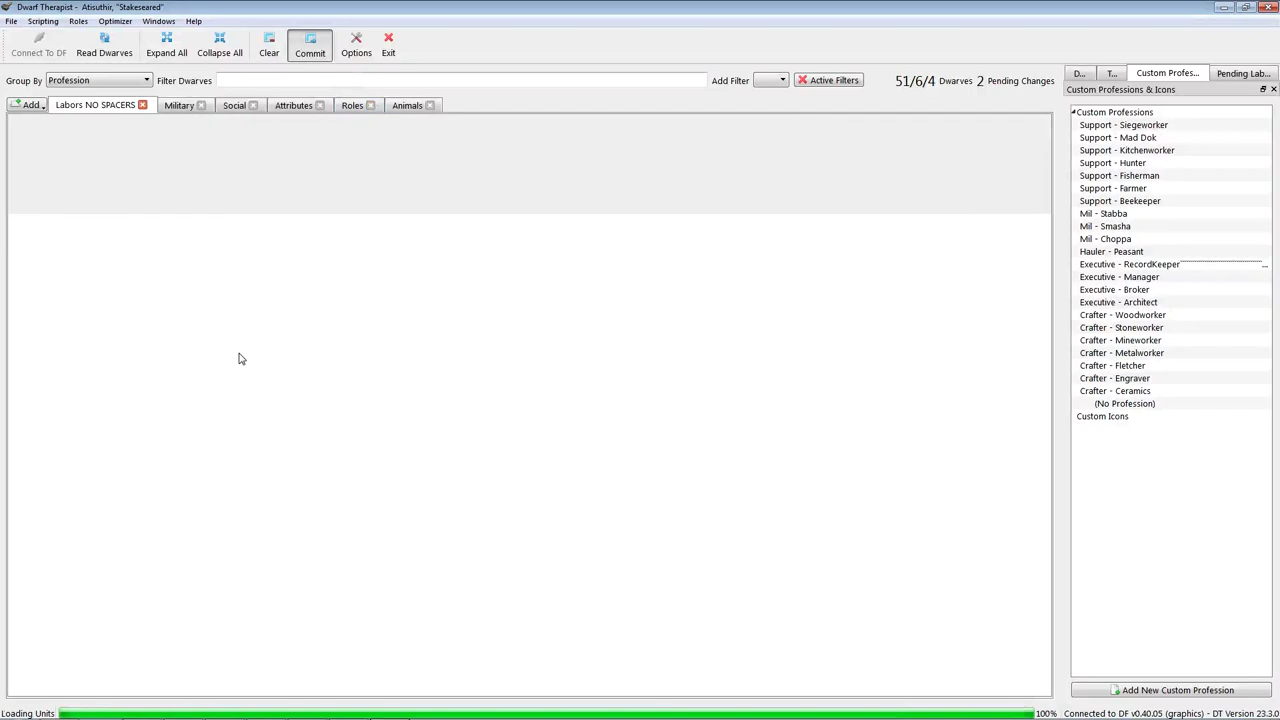 Dwarf Therapist - Atisuthir, "Stakeseared"
File Scripting Roles Optimizer Windows Help
Connect To DF Read Dwarves Expand All Collapse All Clear Commit Options Exit
Group By Profession Filter Dwarves Add Filter Active Filters 51/6/4 Dwarves 2 Pending Changes
Add Labors NO SPACERS Military Social Attributes Roles Animals
D... T... Custom Profes... Pending Lab...
Custom Professions & Icons
Custom Professions
Support - Siegeworker
Support - Mad Dok
Support - Kitchenworker
Support - Hunter
Support - Fisherman
Support - Farmer
Support - Beekeeper
Mil - Stabba
Mil - Smasha
Mil - Choppa
Hauler - Peasant
Executive - RecordKeeper ...
Executive - Manager
Executive - Broker
Executive - Architect
Crafter - Woodworker
Crafter - Stoneworker
Crafter - Mineworker
Crafter - Metalworker
Crafter - Fletcher
Crafter - Engraver
Crafter - Ceramics
(No Profession)
Custom Icons
Add New Custom Profession
Loading Units 100% Connected to DF v0.40.05 (graphics) - DT Version 23.3.0